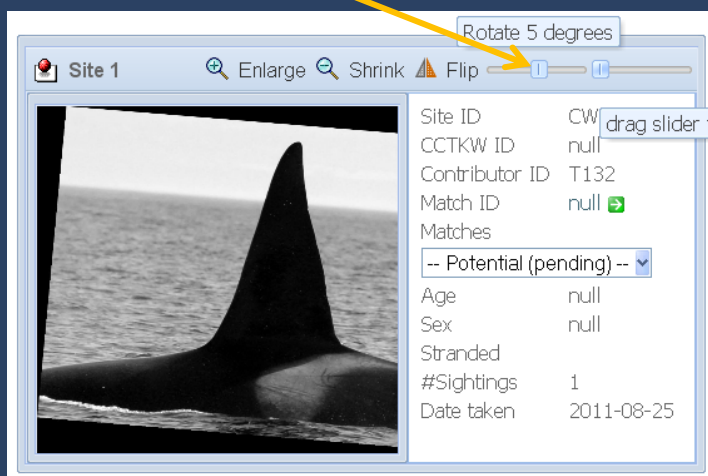 Rotate 5 degrees
Site 1 Enlarge Shrink Flip
Site ID CW
drag slider
CCTKW ID null
Contributor ID T132
Match ID null
Matches
-- Potential (pending) --
Age null
Sex null
Stranded
#Sightings 1
Date taken 2011-08-25